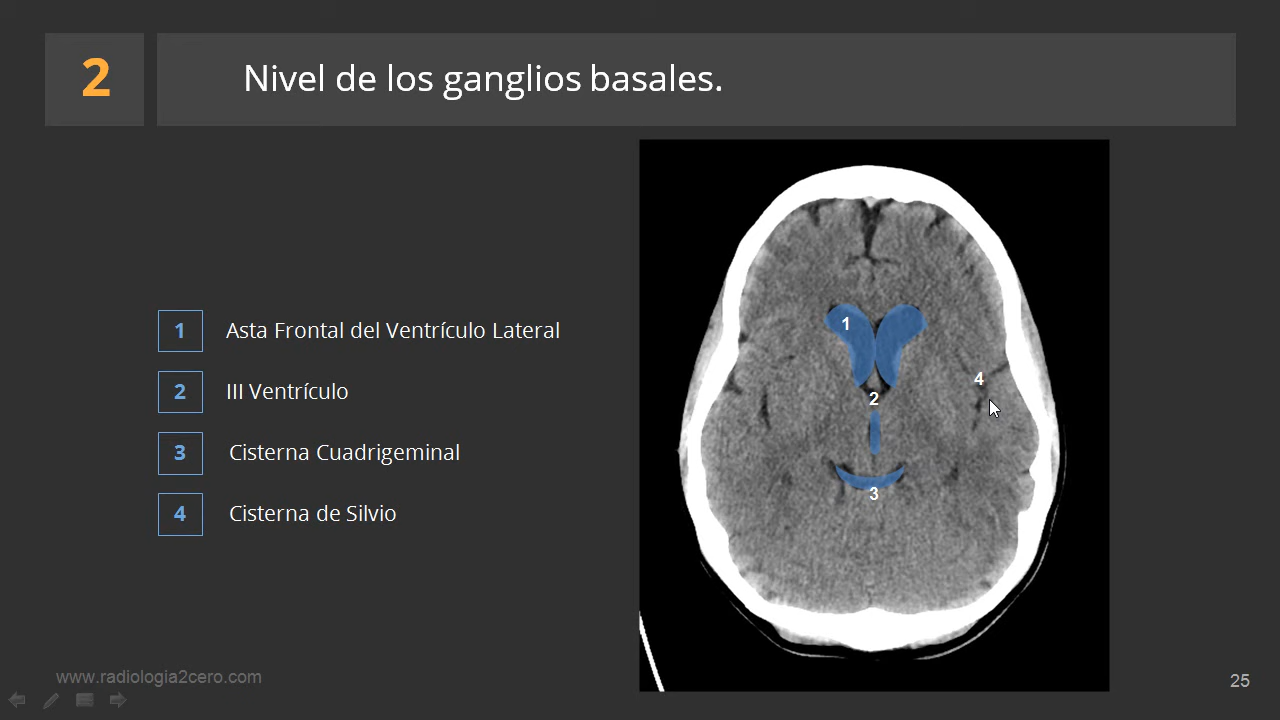 2
Nivel de los ganglios basales.
1 Asta Frontal del Ventrículo Lateral
2 III Ventrículo
3 Cisterna Cuadrigeminal
4 Cisterna de Silvio
1
4
2
3
www.radiologia2cero.com
25